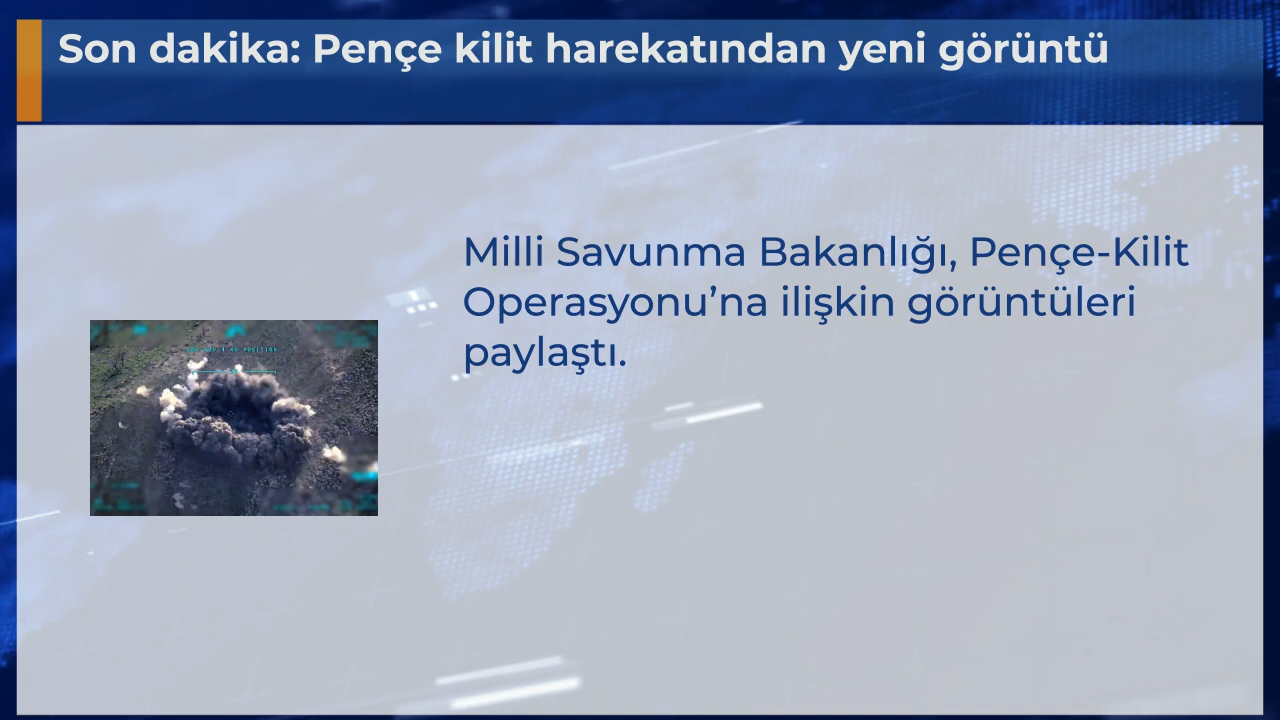 Son dakika: Pençe kilit harekatından yeni görüntü
Milli Savunma Bakanlığı, Pençe-Kilit
Operasyonu’na ilişkin görüntüleri
paylaştı.